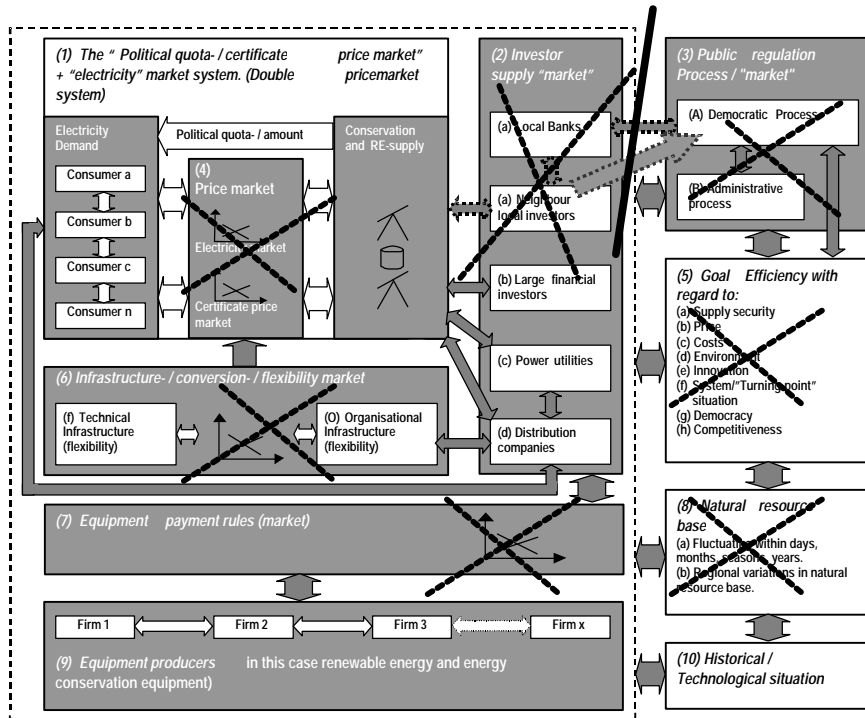 (1) The " Political quota- / certificate price market"
+ "electricity" market system. (Double pricemarket
system)
Electricity
Demand
Political quota- / amount
Conservation
and RE-supply
Consumer a
Consumer b
Consumer c
Consumer n
(4)
Price market
Electricity market
Certificate price
market
(2) Investor
supply "market"
(a) Local Banks
(a) Neighbour
local investors
(b) Large financial
investors
(c) Power utilities
(d) Distribution
companies
(3) Public regulation
Process / "market"
(A) Democratic Process
(B) Administrative
process
(5) Goal Efficiency with
regard to:
(a) Supply security
(b) Price
(c) Costs
(d) Environment
(e) Innovation
(f) System/"Turning point"
situation
(g) Democracy
(h) Competitiveness
(6) Infrastructure- / conversion- / flexibility market
(f) Technical
Infrastructure
(flexibility)
(O) Organisational
Infrastructure
(flexibility)
(7) Equipment payment rules (market)
(8) Natural resource
base
(a) Fluctuation within days,
months, seasons, years.
(b) Regional variations in natural
resource base.
Firm 1
Firm 2
Firm 3
Firm x
(9) Equipment producers in this case renewable energy and energy
conservation equipment)
(10) Historical /
Technological situation